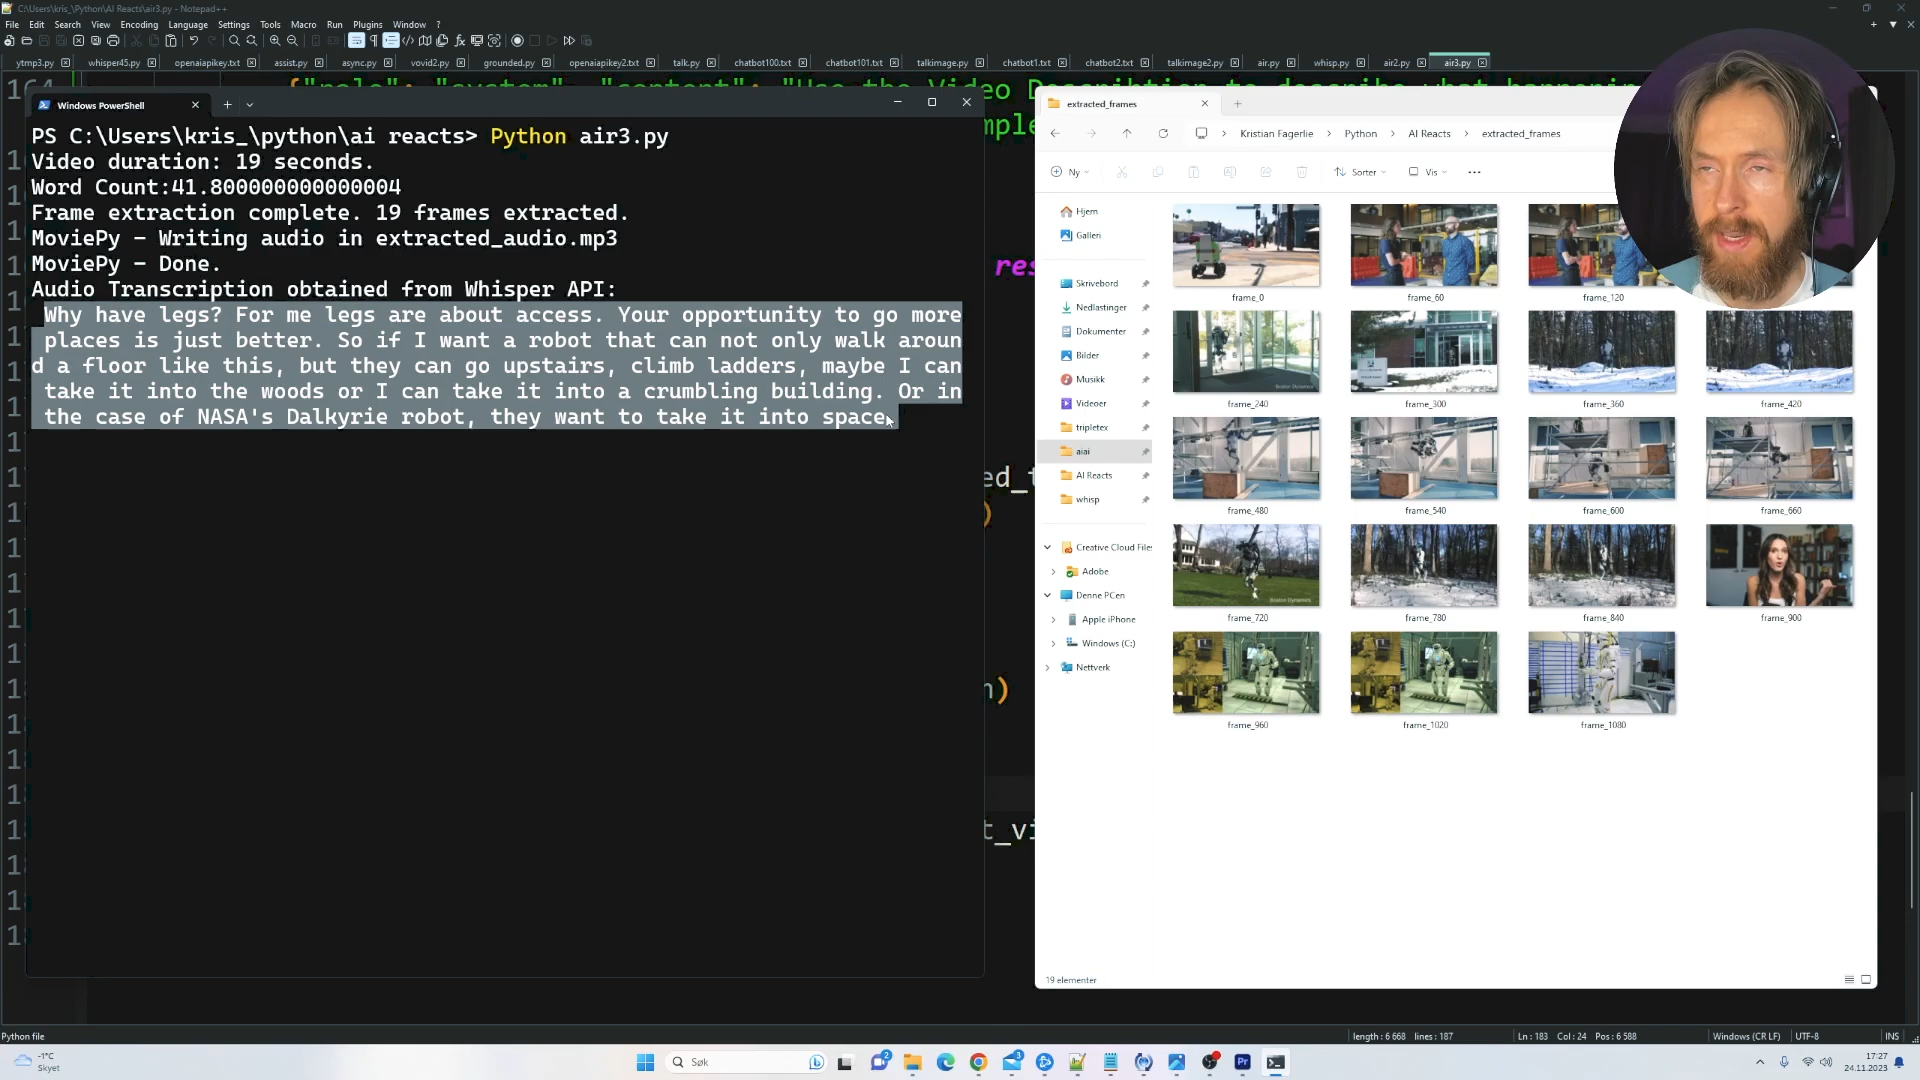 C:\Users\kris_\Python\AI Reacts\air3.py - Notepad++
File Edit Search View Encoding Language Settings Tools Macro Run Plugins Window ?
ytmp3.py whisper45.py openaiapikey.txt assist.py async.py vovid2.py grounded.py openaiapikey2.txt talk.py chatbot100.txt chatbot101.txt talkimage.py chatbot1.txt chatbot2.txt talkimage2.py air.py whisp.py air2.py air3.py
164
Windows PowerShell
PS C:\Users\kris_\python\ai reacts> Python air3.py
Video duration: 19 seconds.
Word Count:41.800000000000004
Frame extraction complete. 19 frames extracted.
MoviePy - Writing audio in extracted_audio.mp3
MoviePy - Done.
Audio Transcription obtained from Whisper API:
Why have legs? For me legs are about access. Your opportunity to go more
places is just better. So if I want a robot that can not only walk aroun
d a floor like this, but they can go upstairs, climb ladders, maybe I can
take it into the woods or I can take it into a crumbling building. Or in
the case of NASA's Dalkyrie robot, they want to take it into space.
extracted_frames
Kristian Fagerlie > Python > AI Reacts > extracted_frames
Ny Sorter Vis
Hjem
Galleri
Skrivebord
Nedlastinger
Dokumenter
Bilder
Musikk
Videoer
tripletex
aiai
AI Reacts
whisp
Creative Cloud Files
Adobe
Denne PCen
Apple iPhone
Windows (C:)
Nettverk
frame_0 frame_60 frame_120
frame_240 frame_300 frame_360 frame_420
frame_480 frame_540 frame_600 frame_660
frame_720 frame_780 frame_840 frame_900
frame_960 frame_1020 frame_1080
19 elementer
Python file
length : 6 668 lines : 187
Ln : 183 Col : 24 Pos : 6 588
Windows (CR LF) UTF-8 INS
-1°C
Skyet
Søk
17:27
24.11.2023